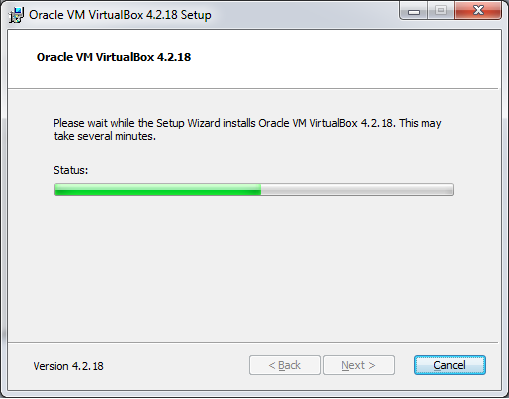 Oracle VM VirtualBox 4.2.18 Setup
Oracle VM VirtualBox 4.2.18
Please wait while the Setup Wizard installs Oracle VM VirtualBox 4.2.18. This may
take several minutes.
Status:
Version 4.2.18
< Back
Next >
Cancel